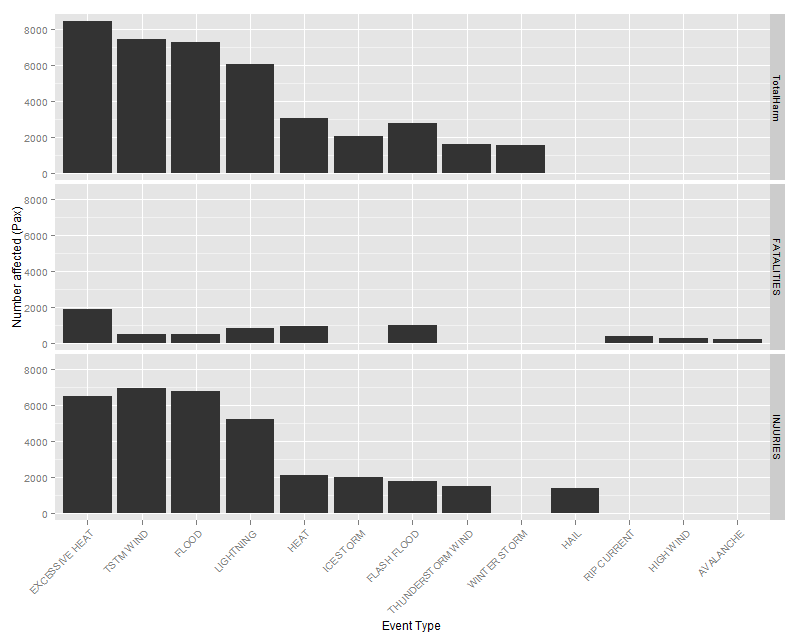 8000
6000
4000
2000
0
TotalHarm
8000
6000
4000
2000
0
FATALITIES
8000
6000
4000
2000
0
INJURIES
Number affected (Pax)
EXCESSIVE HEAT
TSTM WIND
FLOOD
LIGHTNING
HEAT
ICE STORM
FLASH FLOOD
THUNDERSTORM WIND
WINTER STORM
HAIL
RIP CURRENT
HIGH WIND
AVALANCHE
Event Type